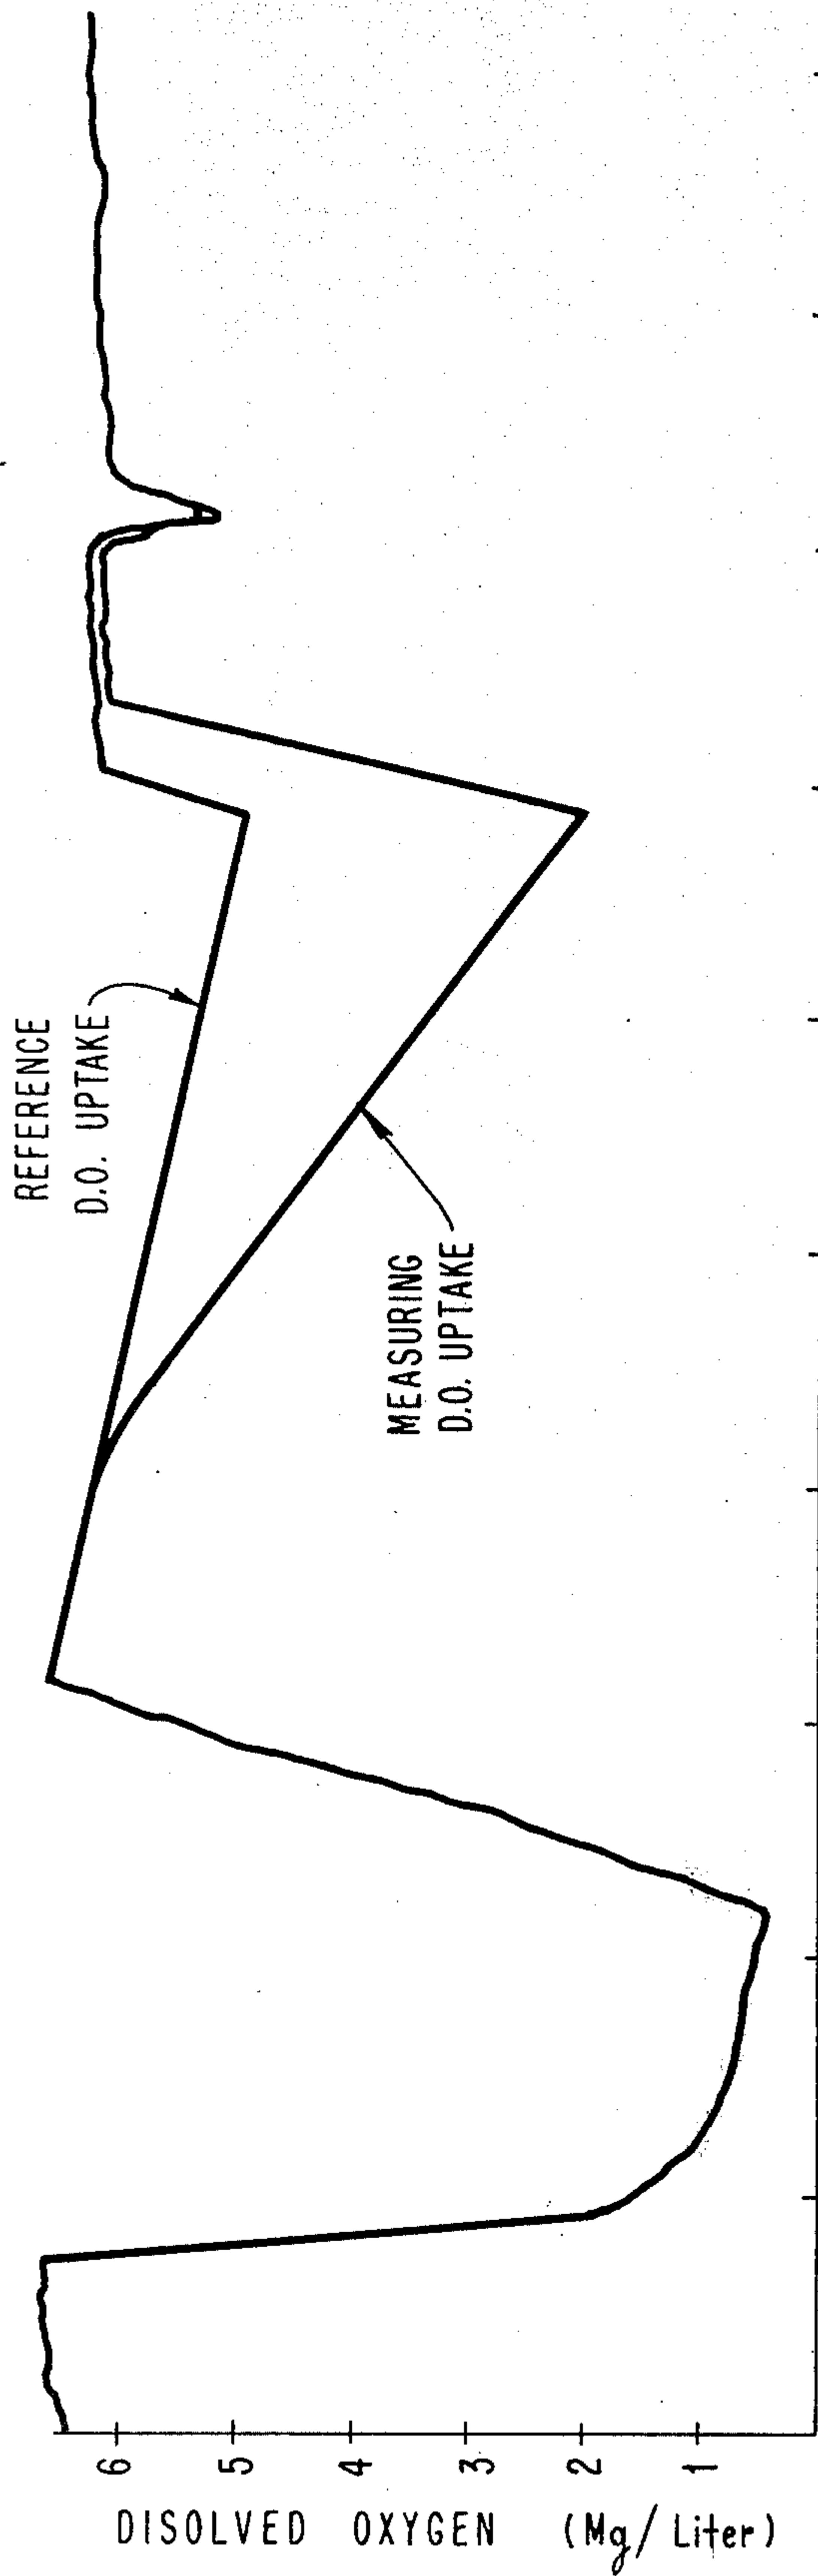 REFERENCE
D.O. UPTAKE
MEASURING
D.O. UPTAKE
6
5
4
3
2
1
DISOLVED OXYGEN (Mg/Liter)